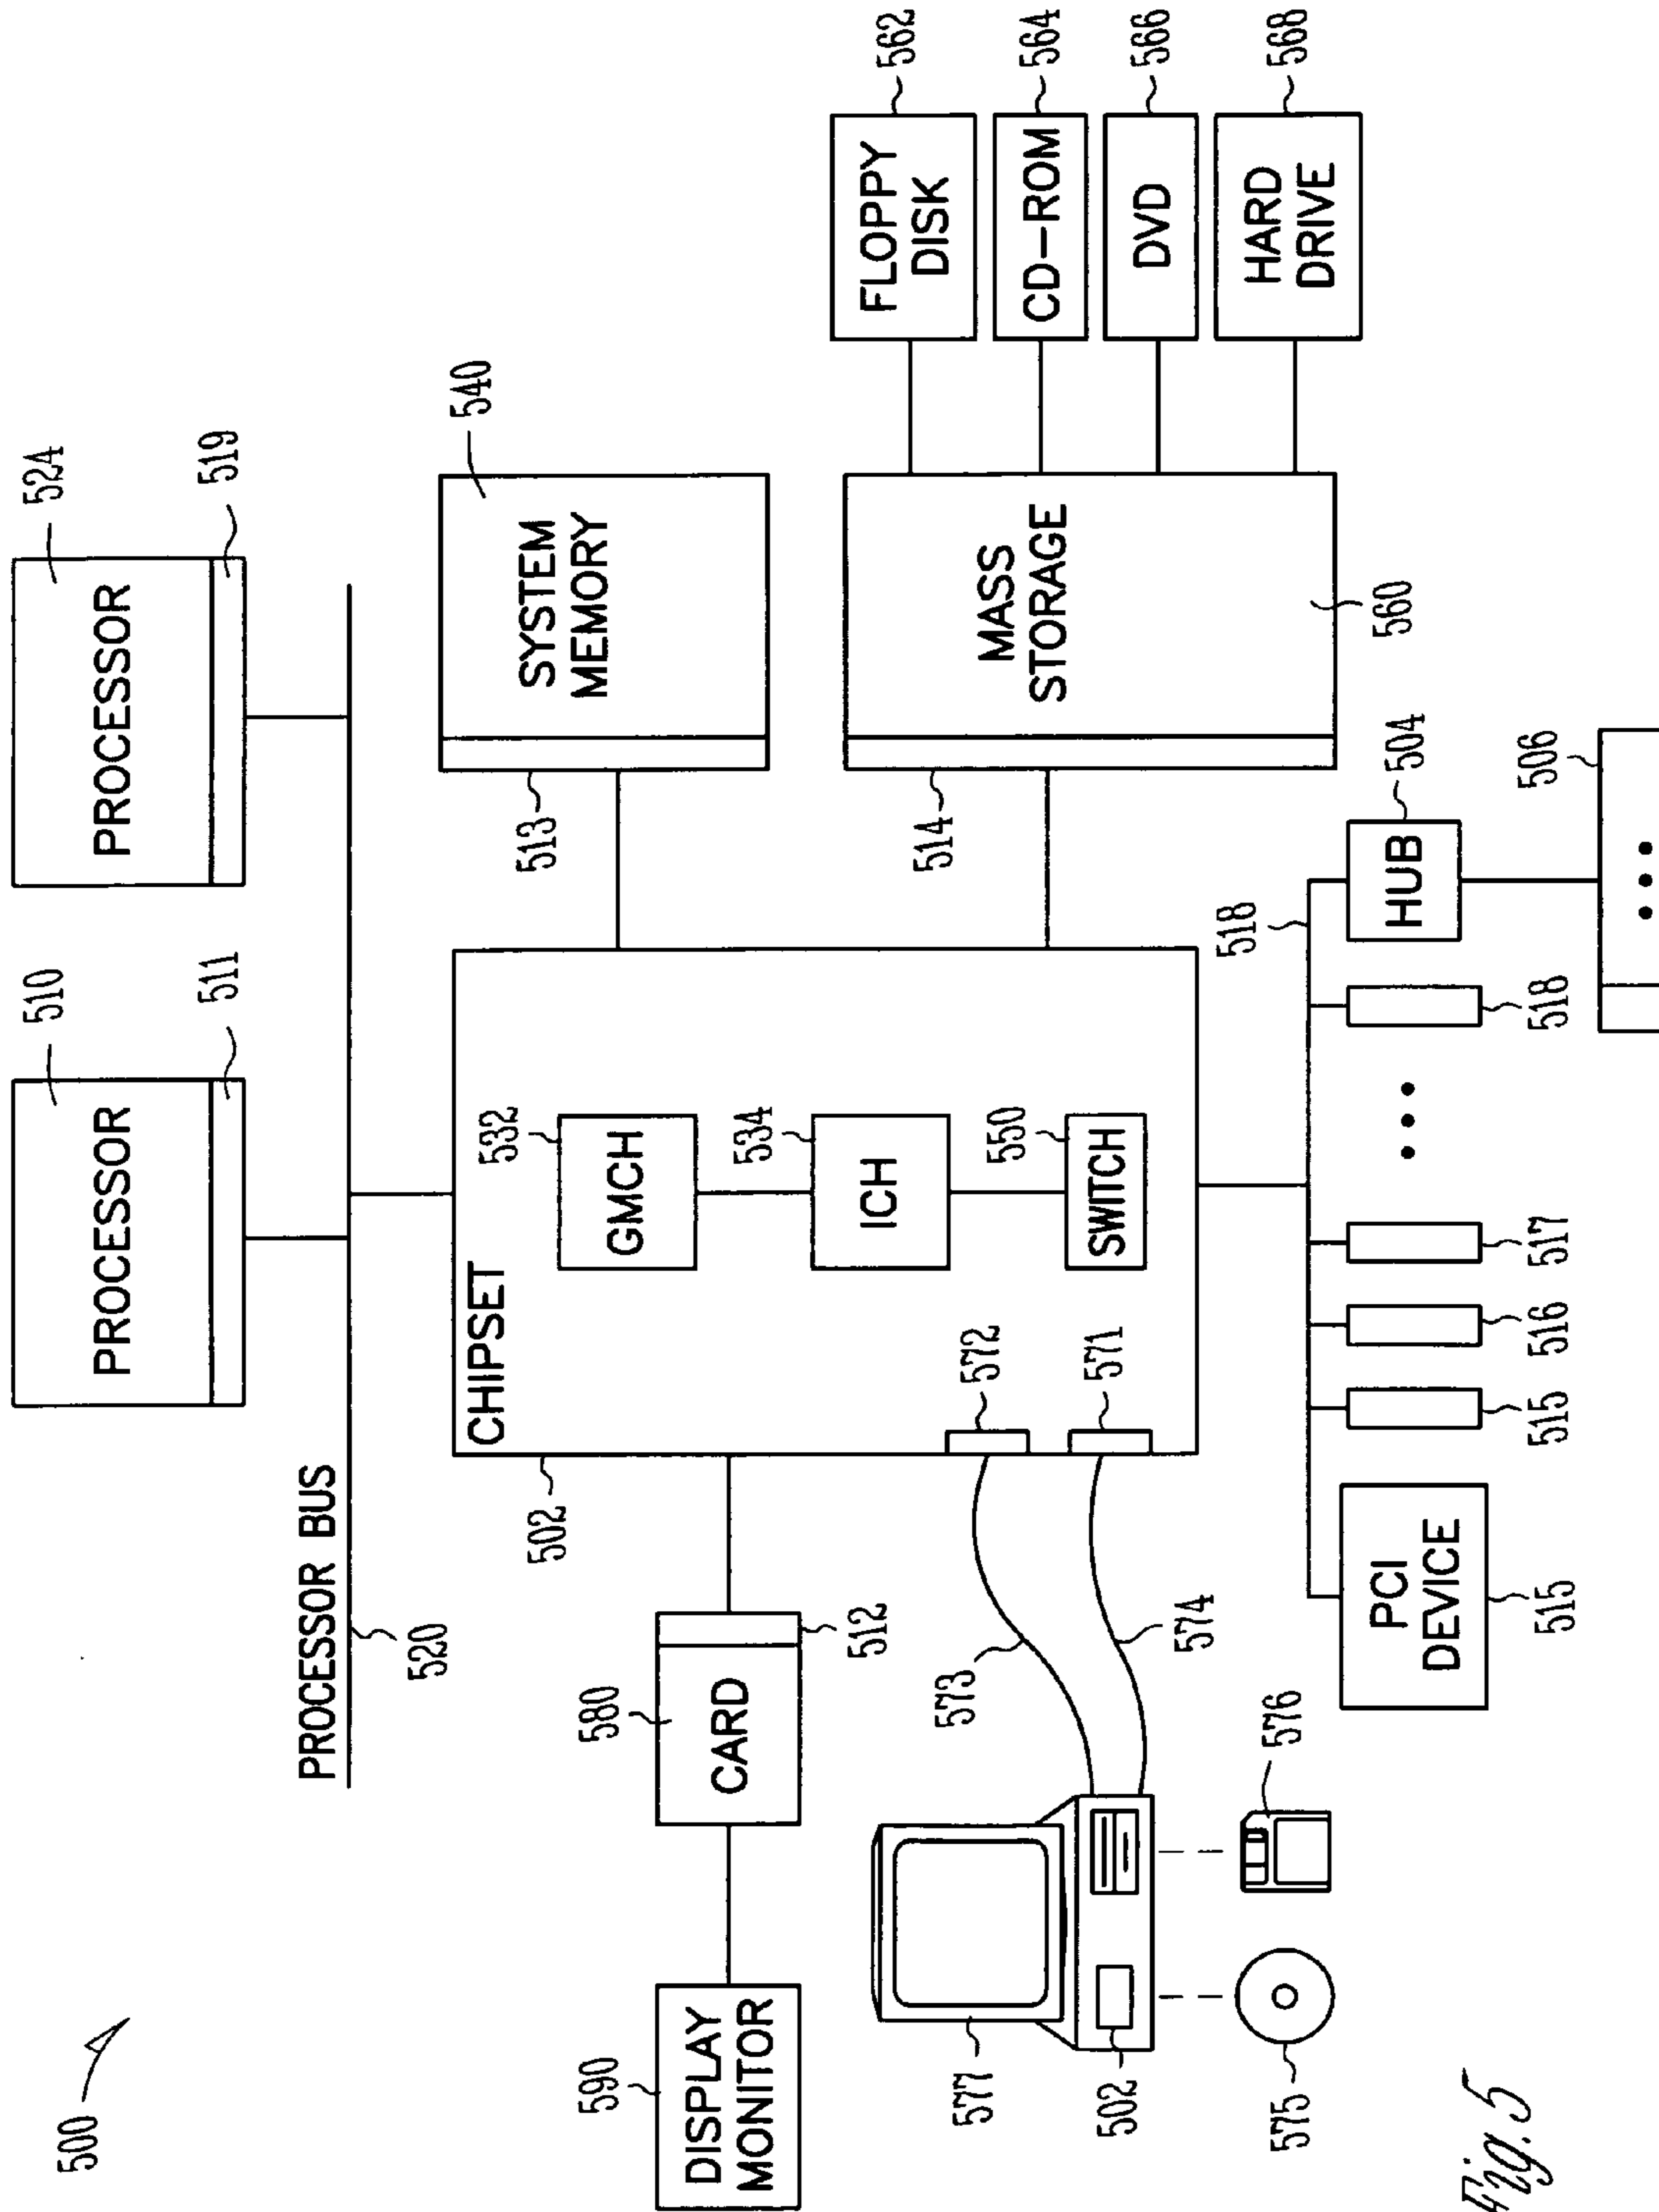 500
PROCESSOR
510
511
PROCESSOR
524
519
PROCESSOR BUS
520
CHIPSET
502
GMCH
532
ICH
534
SWITCH
550
572
571
SYSTEM
MEMORY
540
513
MASS
STORAGE
514
560
FLOPPY
DISK
562
CD-ROM
564
DVD
566
HARD
DRIVE
568
DISPLAY
MONITOR
590
CARD
580
512
573
574
577
502
575
576
PCI
DEVICE
515
515
516
517
518
518
HUB
504
506
Fig. 5